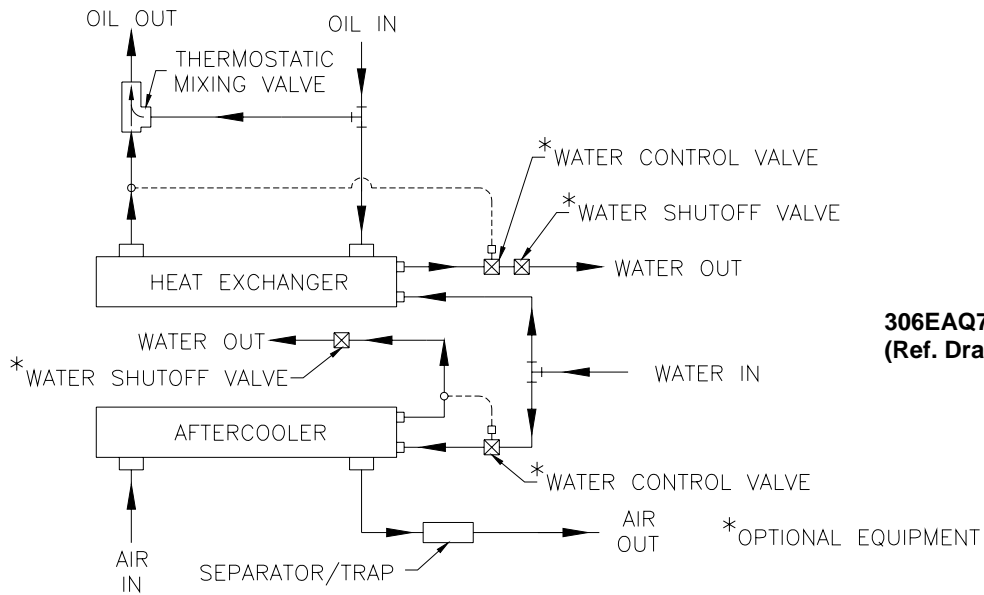 OIL OUT
OIL IN
THERMOSTATIC
MIXING VALVE
*WATER CONTROL VALVE
*WATER SHUTOFF VALVE
HEAT EXCHANGER
WATER OUT
306EAQ7
(Ref. Dra
WATER OUT
*WATER SHUTOFF VALVE
WATER IN
AFTERCOOLER
*WATER CONTROL VALVE
AIR
IN
SEPARATOR/TRAP
AIR
OUT
*OPTIONAL EQUIPMENT